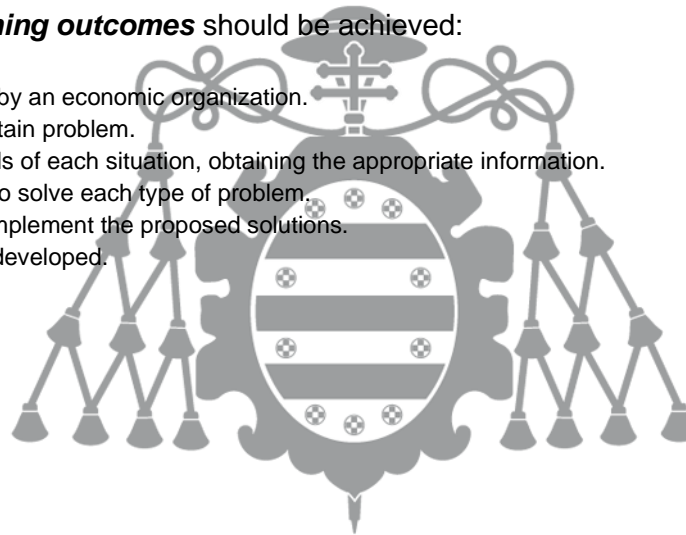 ning outcomes should be achieved:
by an economic organization.
tain problem.
ls of each situation, obtaining the appropriate information.
o solve each type of problem.
mplement the proposed solutions.
developed.